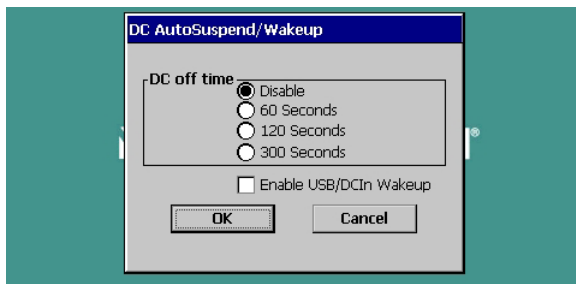 DC AutoSuspend/Wakeup
DC off time
Disable
60 Seconds
120 Seconds
300 Seconds
Enable USB/DCIn Wakeup
OK
Cancel
®